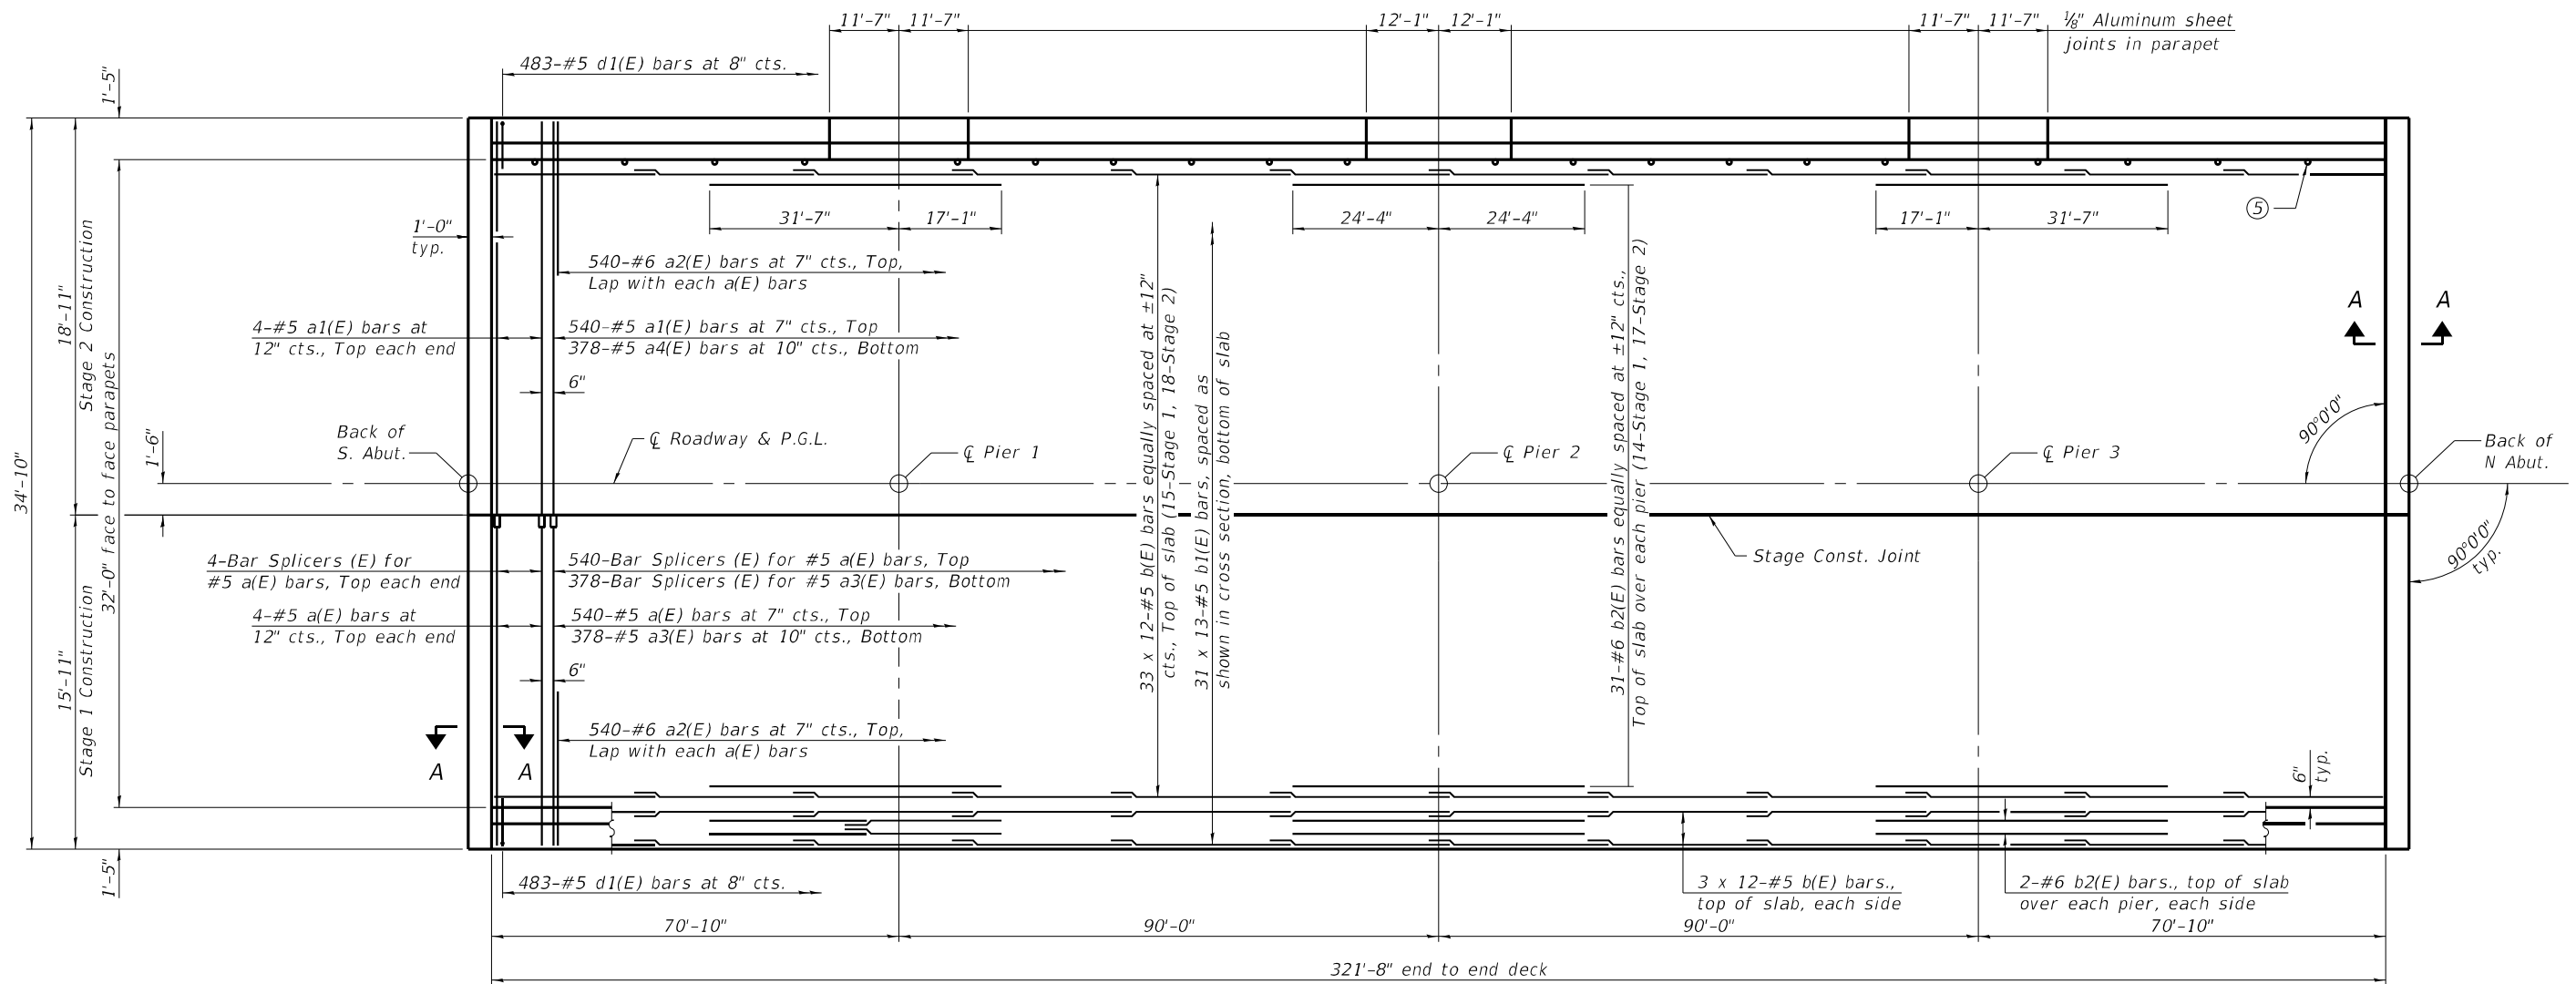 11'-7" 11'-7"
12'-1" 12'-1"
11'-7" 11'-7"
⅛" Aluminum sheet
joints in parapet
483-#5 d1(E) bars at 8" cts.
1'-5"
34'-10"
18'-11"
Stage 2 Construction
32'-0" face to face parapets
15'-11"
Stage 1 Construction
1'-6"
1'-5"
1'-0"
typ.
31'-7" 17'-1"
24'-4" 24'-4"
17'-1" 31'-7"
5
540-#6 a2(E) bars at 7" cts., Top,
Lap with each a(E) bars
4-#5 a1(E) bars at
12" cts., Top each end
540-#5 a1(E) bars at 7" cts., Top
378-#5 a4(E) bars at 10" cts., Bottom
6"
Back of
S. Abut.
℄ Roadway & P.G.L.
℄ Pier 1
℄ Pier 2
℄ Pier 3
33 x 12-#5 b(E) bars equally spaced at ±12"
cts., Top of slab (15-Stage 1, 18-Stage 2)
31 x 13-#5 b1(E) bars, spaced as
shown in cross section, bottom of slab
31-#6 b2(E) bars equally spaced at ±12" cts.,
Top of slab over each pier (14-Stage 1, 17-Stage 2)
A A
90°0'0"
Back of
N Abut.
90°0'0"
typ.
Stage Const. Joint
4-Bar Splicers (E) for
#5 a(E) bars, Top each end
540-Bar Splicers (E) for #5 a(E) bars, Top
378-Bar Splicers (E) for #5 a3(E) bars, Bottom
4-#5 a(E) bars at
12" cts., Top each end
540-#5 a(E) bars at 7" cts., Top
378-#5 a3(E) bars at 10" cts., Bottom
6"
540-#6 a2(E) bars at 7" cts., Top,
Lap with each a(E) bars
A A
6"
typ.
483-#5 d1(E) bars at 8" cts.
3 x 12-#5 b(E) bars.,
top of slab, each side
2-#6 b2(E) bars., top of slab
over each pier, each side
70'-10" 90'-0" 90'-0" 70'-10"
321'-8" end to end deck